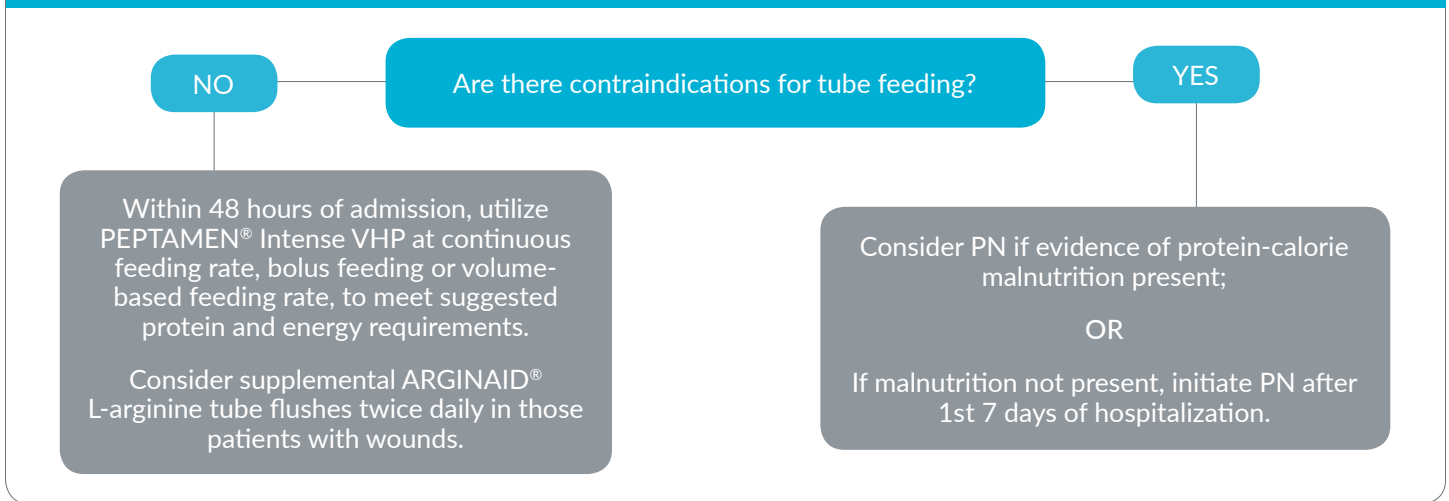 NO
Are there contraindications for tube feeding?
YES
Within 48 hours of admission, utilize
PEPTAMEN® Intense VHP at continuous
feeding rate, bolus feeding or volume-
based feeding rate, to meet suggested
protein and energy requirements.
Consider supplemental ARGINAID®
L-arginine tube flushes twice daily in those
patients with wounds.
Consider PN if evidence of protein-calorie
malnutrition present;
OR
If malnutrition not present, initiate PN after
1st 7 days of hospitalization.